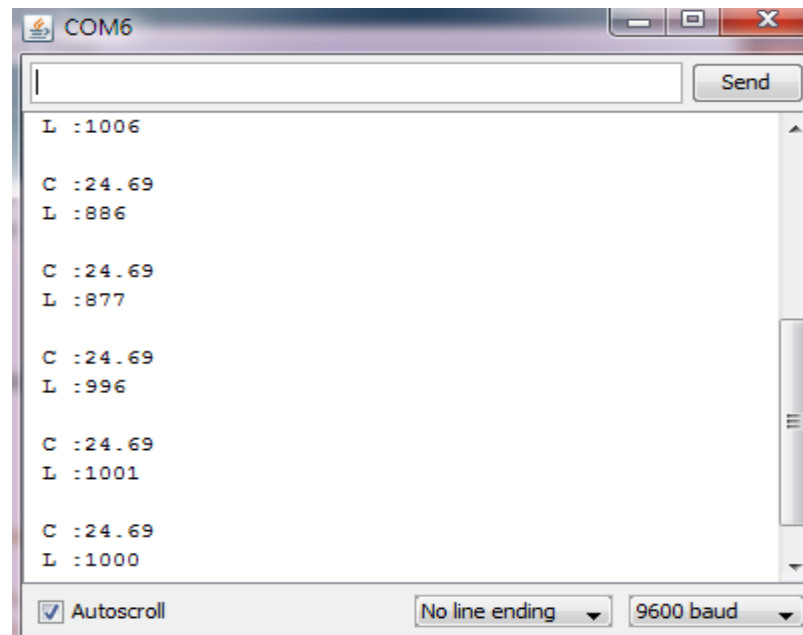 COM6
Send
L :1006
C :24.69
L :886
C :24.69
L :877
C :24.69
L :996
C :24.69
L :1001
C :24.69
L :1000
Autoscroll
No line ending
9600 baud